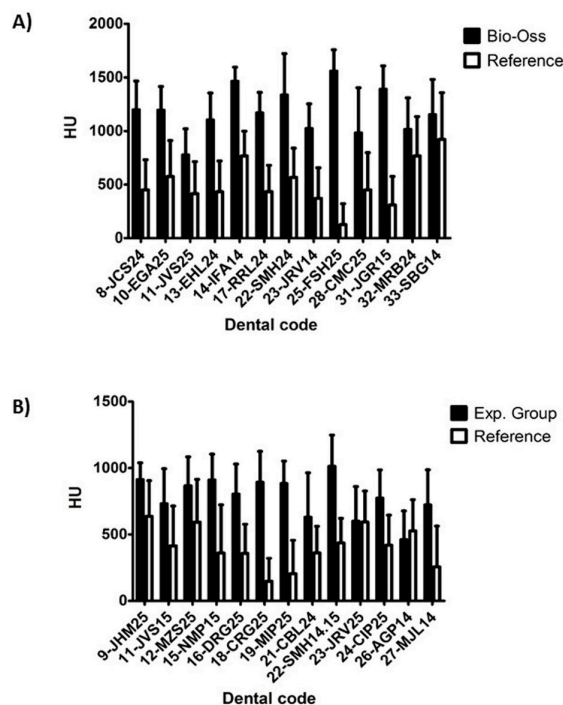 A)
2000
1500
1000
500
0
HU
Bio-Oss
Reference
8-JCS24
10-EGA25
11-JVS25
13-EHL24
14-IFA14
17-RRL24
22-SMH24
23-JRV14
25-FSH25
28-CMC25
31-JGR15
32-MRB24
33-SBG14
Dental code
B)
1500
1000
500
0
HU
Exp. Group
Reference
9-JHM25
11-JVS15
12-MZS25
15-NMP15
16-DRG25
18-CRG25
19-MIP25
21-CBL24
22-SMH14.15
23-JRV25
24-CIP25
26-AGP14
27-MJL14
Dental code